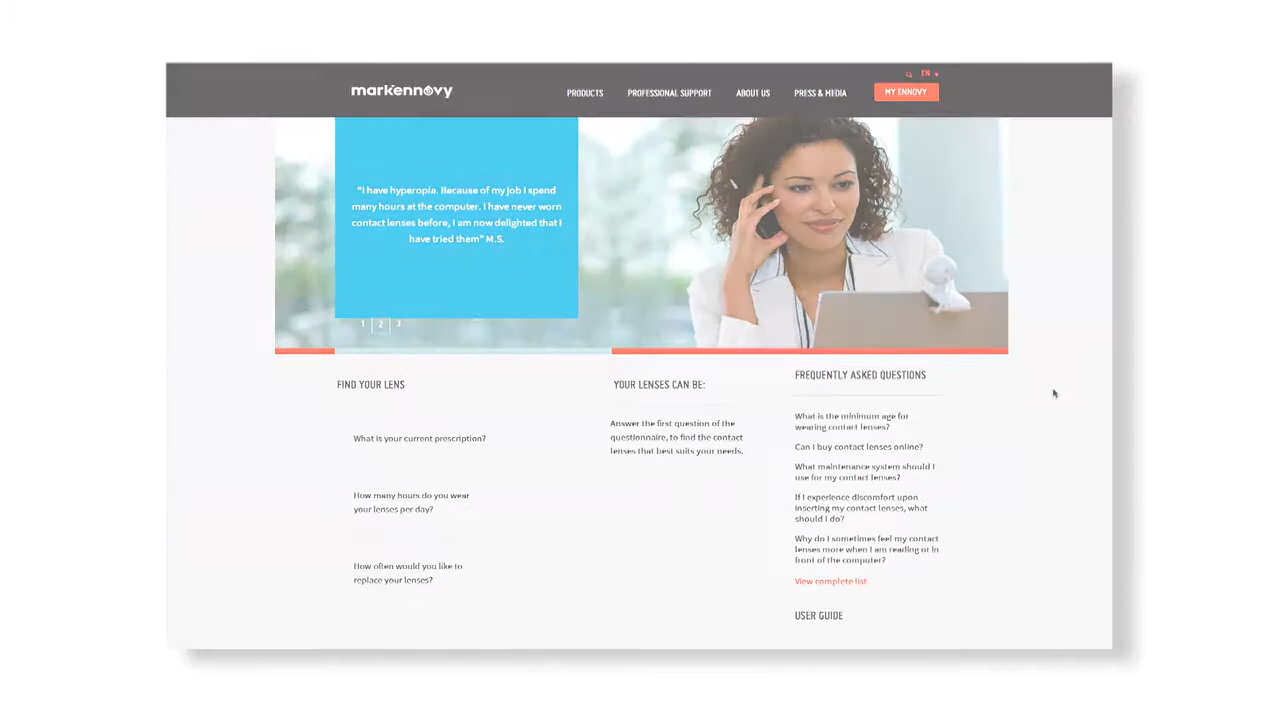 EN
mark'ennovy
PRODUCTS
PROFESSIONAL SUPPORT
ABOUT US
PRESS & MEDIA
MY ENNOVY
"I have hyperopia. Because of my job I spend
many hours at the computer. I have never worn
contact lenses before, I am now delighted that I
have tried them" M.S.
1 2 3
FIND YOUR LENS
What is your current prescription?
How many hours do you wear
your lenses per day?
How often would you like to
replace your lenses?
YOUR LENSES CAN BE:
Answer the first question of the
questionnaire, to find the contact
lenses that best suits your needs.
FREQUENTLY ASKED QUESTIONS
What is the minimum age for
wearing contact lenses?
Can I buy contact lenses online?
What maintenance system should I
use for my contact lenses?
If I experience discomfort upon
inserting my contact lenses, what
should I do?
Why do I sometimes feel my contact
lenses more when I am reading or in
front of the computer?
View complete list
USER GUIDE